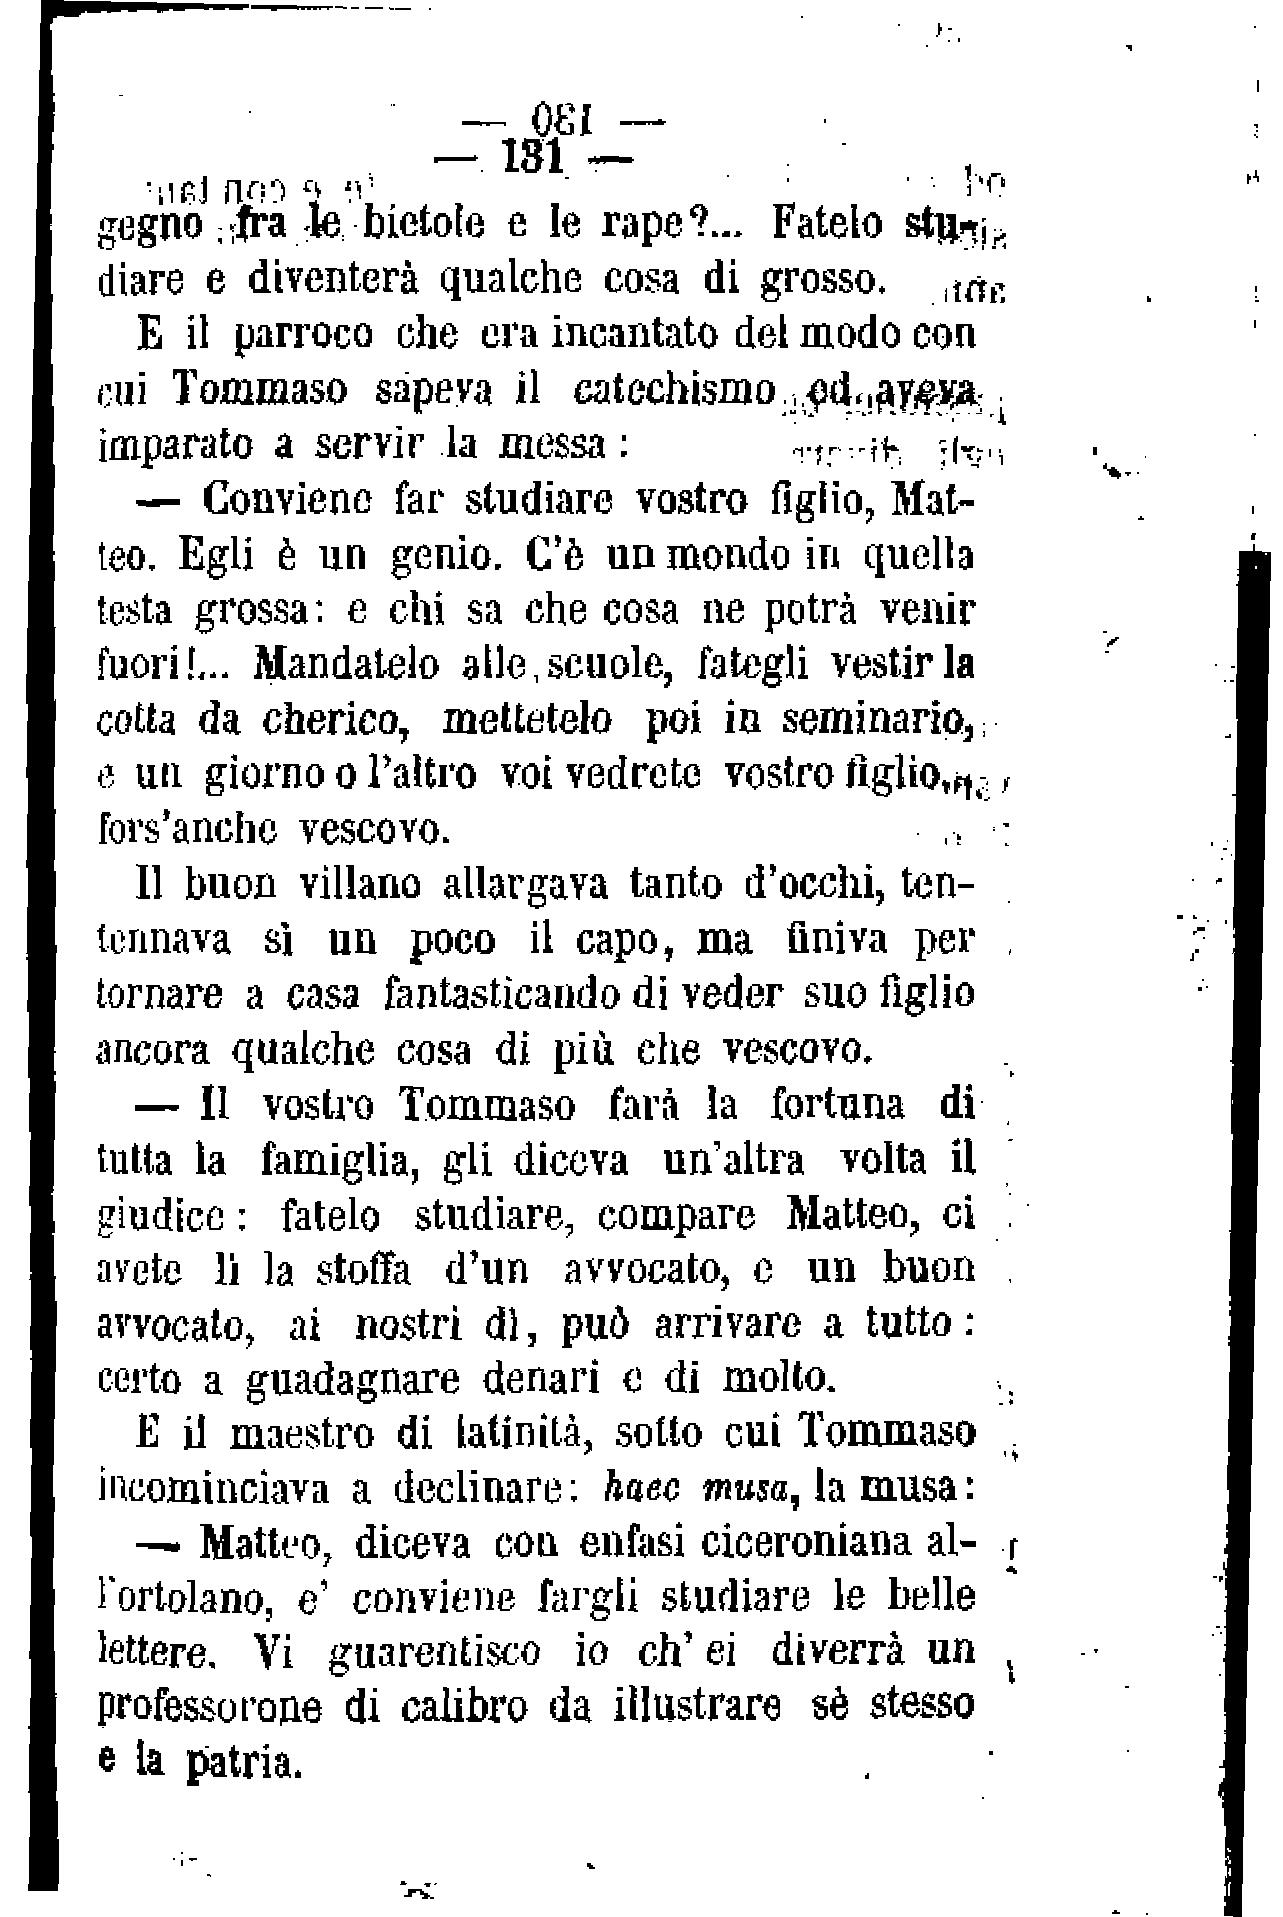 — 131 —
gegno fra le bietole e le rape?... Fatelo stu-
diare e diventerà qualche cosa di grosso.
E il parroco che era incantato del modo con
cui Tommaso sapeva il catechismo ed aveva
imparato a servir la messa :
— Conviene far studiare vostro figlio, Mat-
teo. Egli è un genio. C'è un mondo in quella
testa grossa: e chi sa che cosa ne potrà venir
fuori!... Mandatelo alle scuole, fategli vestir la
cotta da cherico, mettetelo poi in seminario,
e un giorno o l'altro voi vedrete vostro figlio,
fors'anche vescovo.
Il buon villano allargava tanto d'occhi, ten-
tennava sì un poco il capo, ma finiva per
tornare a casa fantasticando di veder suo figlio
ancora qualche cosa di più che vescovo.
— Il vostro Tommaso farà la fortuna di
tutta la famiglia, gli diceva un'altra volta il
giudice : fatelo studiare, compare Matteo, ci
avete lì la stoffa d'un avvocato, e un buon
avvocato, ai nostri dì, può arrivare a tutto :
certo a guadagnare denari e di molto.
E il maestro di latinità, sotto cui Tommaso
incominciava a declinare: haec musa, la musa:
— Matteo, diceva con enfasi ciceroniana al-
l'ortolano, e' conviene fargli studiare le belle
lettere. Vi guarentisco io ch' ei diverrà un
professorone di calibro da illustrare sè stesso
e la patria.